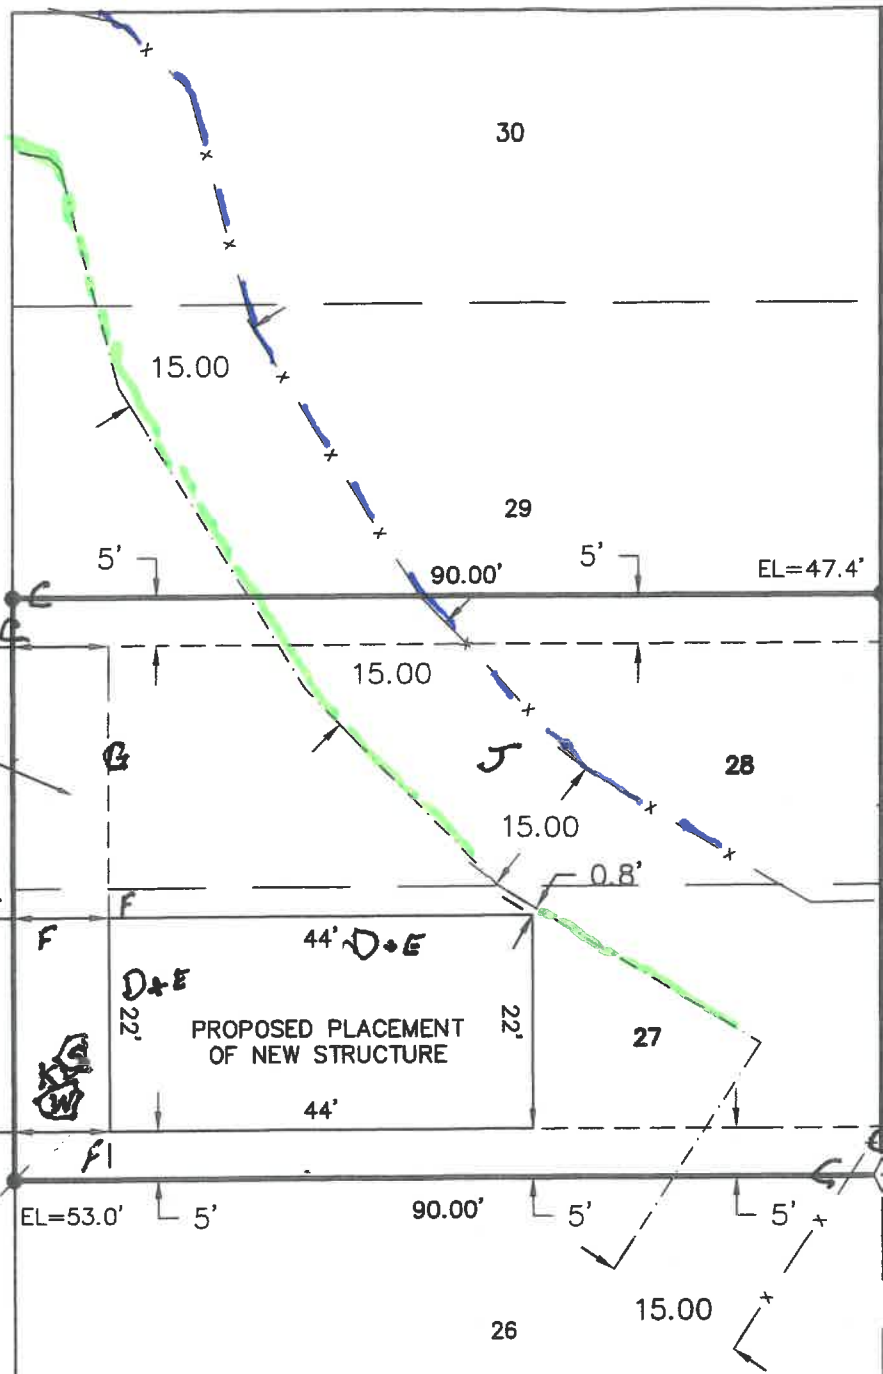 30
15.00
29
5'
90.00'
5'
EL=47.4'
C
15.00
G
J
28
15.00
0.8'
F
F
44' D+E
D+E
22'
PROPOSED PLACEMENT
OF NEW STRUCTURE
22'
27
K
W
44'
F
EL=53.0'
5'
90.00'
5'
5'
15.00
26